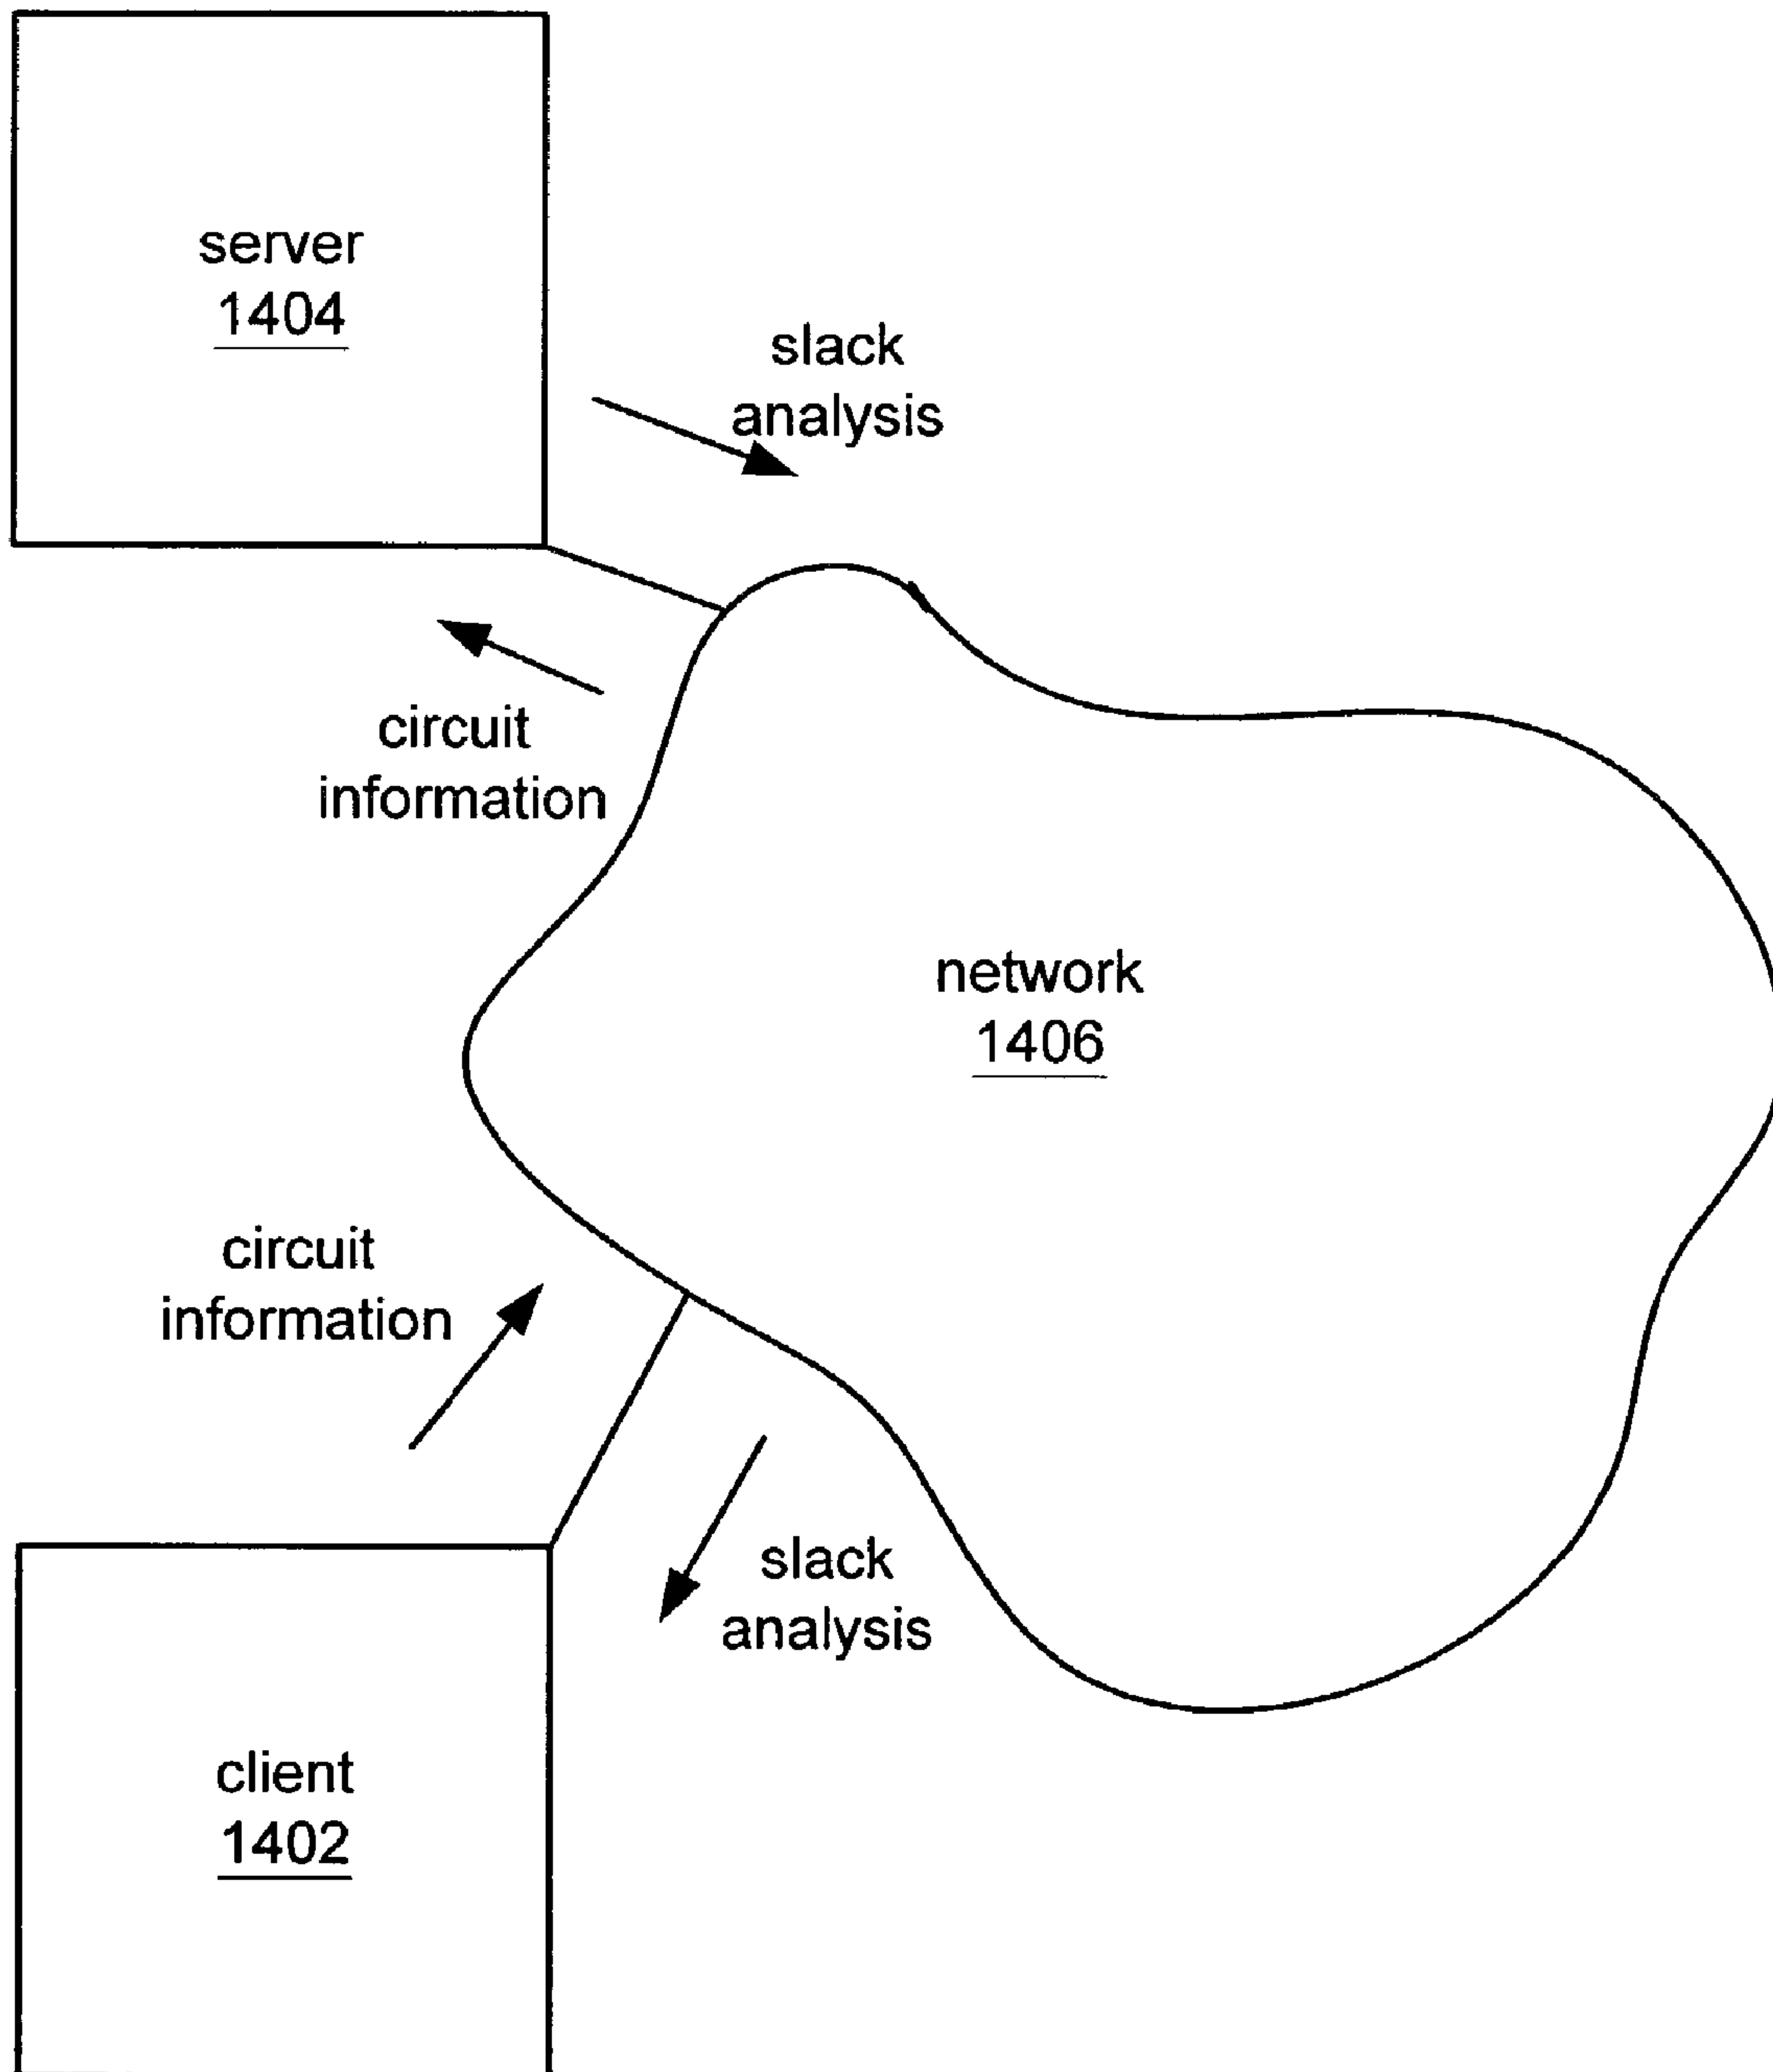 server
1404
slack
analysis
circuit
information
network
1406
circuit
information
slack
analysis
client
1402